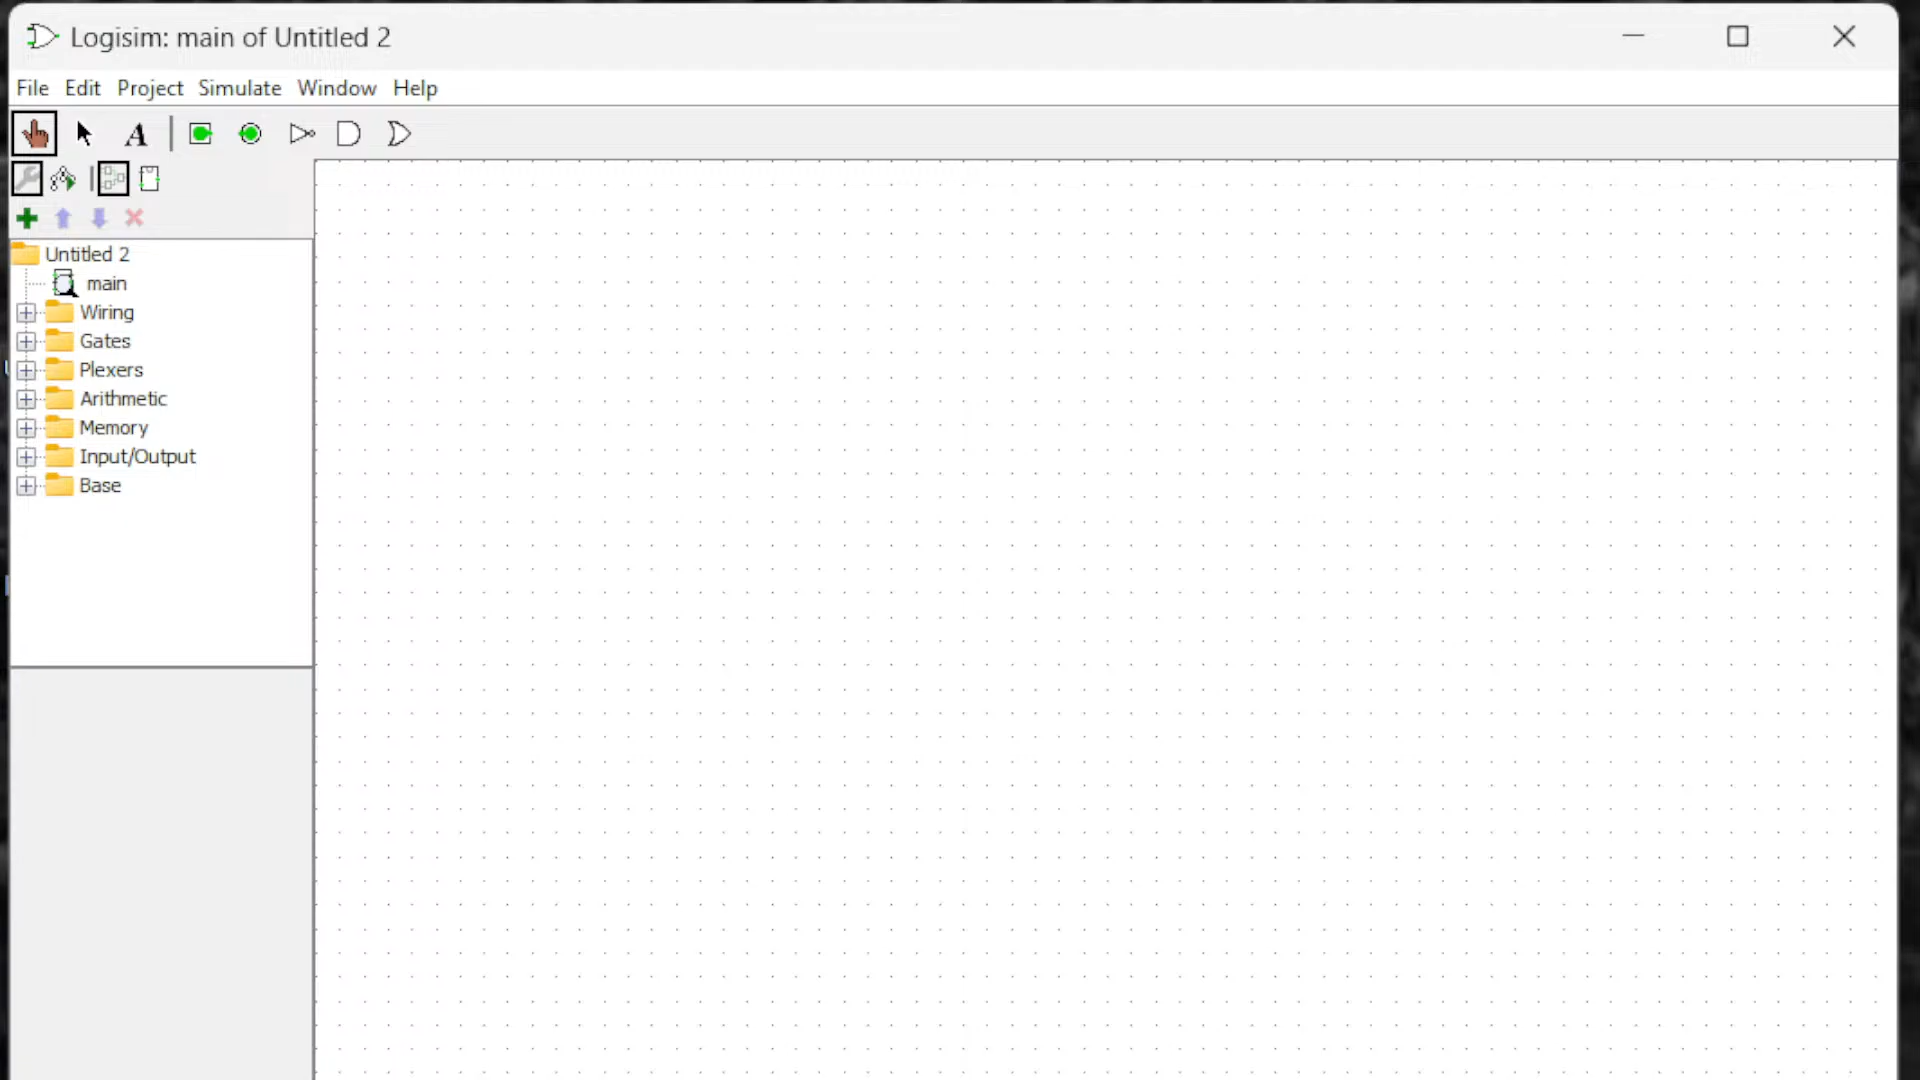 Logisim: main of Untitled 2
File Edit Project Simulate Window Help
A
Untitled 2
main
Wiring
Gates
Plexers
Arithmetic
Memory
Input/Output
Base